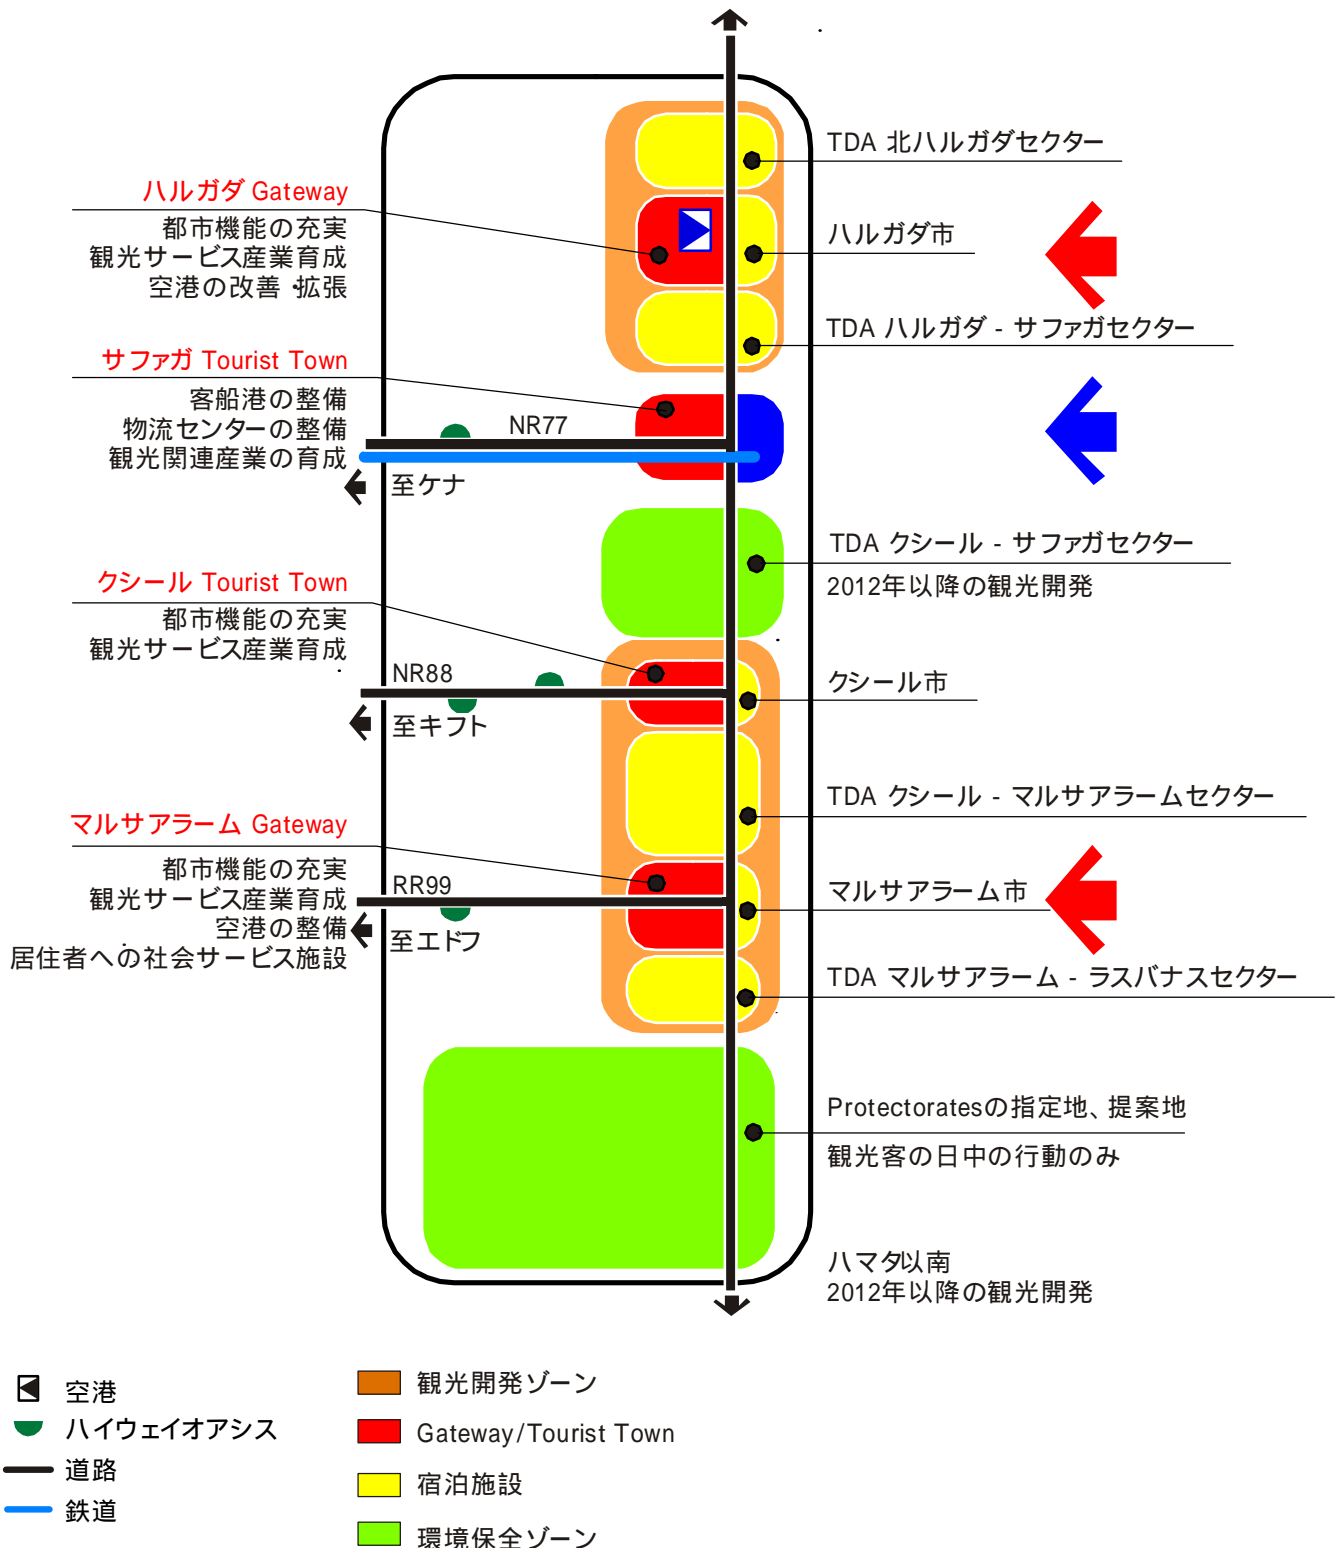 TDA 北ハルガダセクター
ハルガダ Gateway
都市機能の充実
観光サービス産業育成
空港の改善・拡張
ハルガダ市
TDA ハルガダ - サファガセクター
サファガ Tourist Town
客船港の整備
物流センターの整備
観光関連産業の育成
NR77
至ケナ
TDA クシール - サファガセクター
2012年以降の観光開発
クシール Tourist Town
都市機能の充実
観光サービス産業育成
NR88
至キフト
クシール市
TDA クシール - マルサアラームセクター
マルサアラーム Gateway
都市機能の充実
観光サービス産業育成
空港の整備
居住者への社会サービス施設
RR99
至エドフ
マルサアラーム市
TDA マルサアラーム - ラスバナスセクター
Protectoratesの指定地、提案地
観光客の日中の行動のみ
ハマタ以南
2012年以降の観光開発
空港
ハイウェイオアシス
道路
鉄道
観光開発ゾーン
Gateway/Tourist Town
宿泊施設
環境保全ゾーン